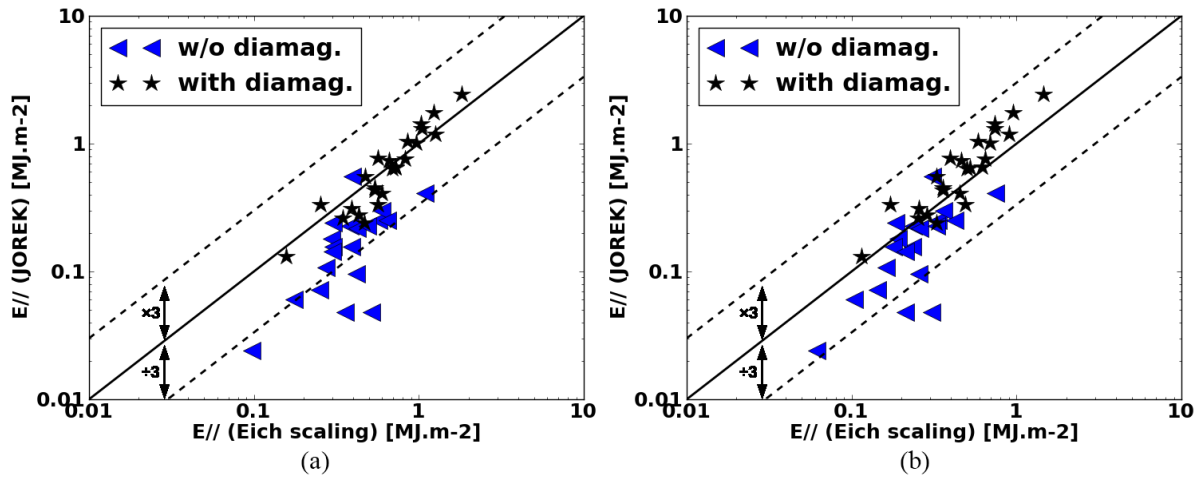 10
w/o diamag.
with diamag.
1
E// (JOREK) [MJ.m-2]
0.1
×3
÷3
0.01
0.01 0.1 1 10
E// (Eich scaling) [MJ.m-2]
(a)
10
w/o diamag.
with diamag.
1
E// (JOREK) [MJ.m-2]
0.1
×3
÷3
0.01
0.01 0.1 1 10
E// (Eich scaling) [MJ.m-2]
(b)